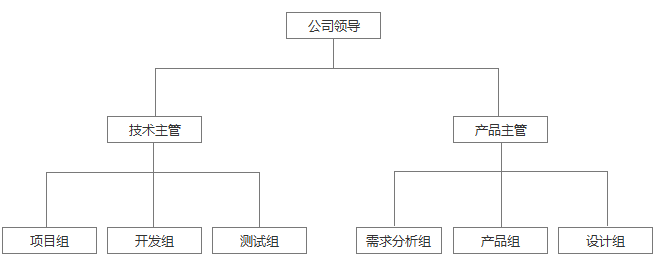 公司领导
技术主管
产品主管
项目组
开发组
测试组
需求分析组
产品组
设计组